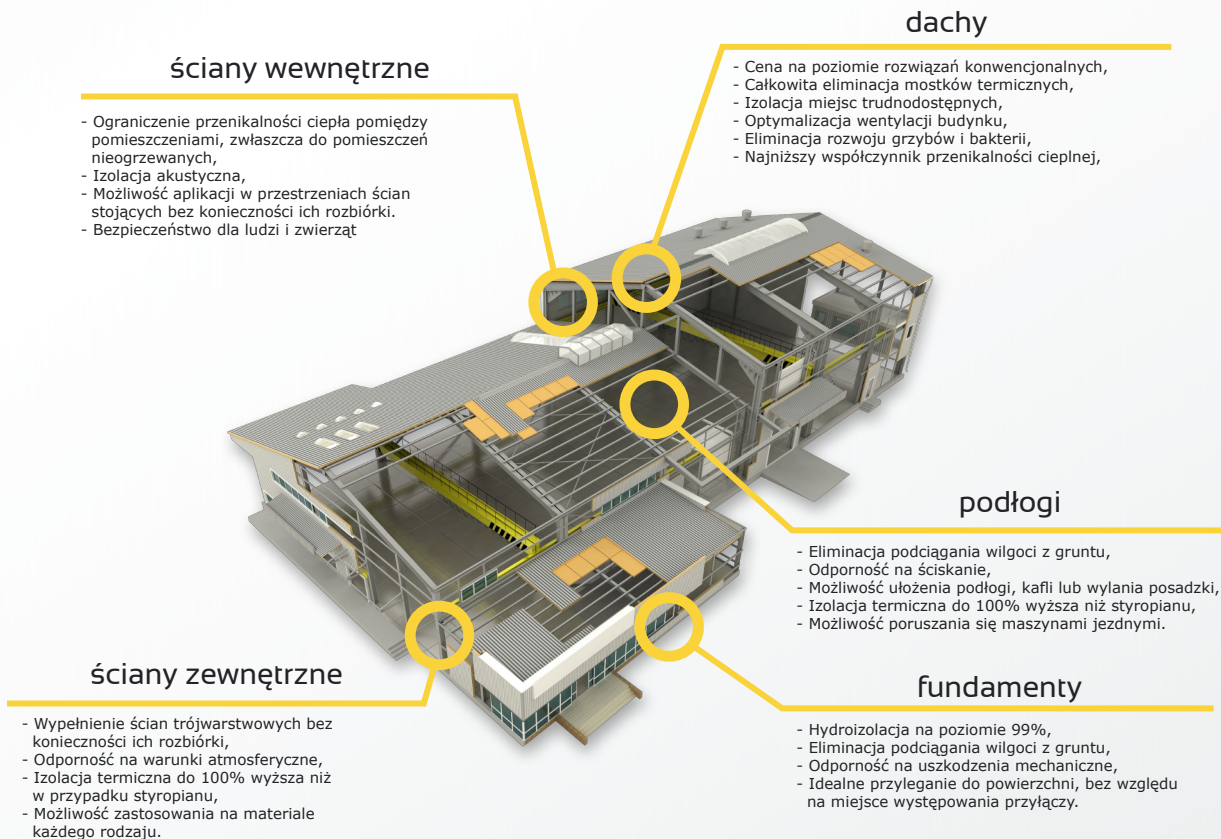 dachy
- Cena na poziomie rozwiązań konwencjonalnych,
- Całkowita eliminacja mostków termicznych,
- Izolacja miejsc trudnodostępnych,
- Optymalizacja wentylacji budynku,
- Eliminacja rozwoju grzybów i bakterii,
- Najniższy współczynnik przenikalności cieplnej,
ściany wewnętrzne
- Ograniczenie przenikalności ciepła pomiędzy
pomieszczeniami, zwłaszcza do pomieszczeń
nieogrzewanych,
- Izolacja akustyczna,
- Możliwość aplikacji w przestrzeniach ścian
stojących bez konieczności ich rozbiórki.
- Bezpieczeństwo dla ludzi i zwierząt
podłogi
- Eliminacja podciągania wilgoci z gruntu,
- Odporność na ściskanie,
- Możliwość ułożenia podłogi, kafli lub wylania posadzki,
- Izolacja termiczna do 100% wyższa niż styropianu,
- Możliwość poruszania się maszynami jezdnymi.
ściany zewnętrzne
- Wypełnienie ścian trójwarstwowych bez
konieczności ich rozbiórki,
- Odporność na warunki atmosferyczne,
- Izolacja termiczna do 100% wyższa niż
w przypadku styropianu,
- Możliwość zastosowania na materiale
każdego rodzaju.
fundamenty
- Hydroizolacja na poziomie 99%,
- Eliminacja podciągania wilgoci z gruntu,
- Odporność na uszkodzenia mechaniczne,
- Idealne przyleganie do powierzchni, bez względu
na miejsce występowania przyłączy.